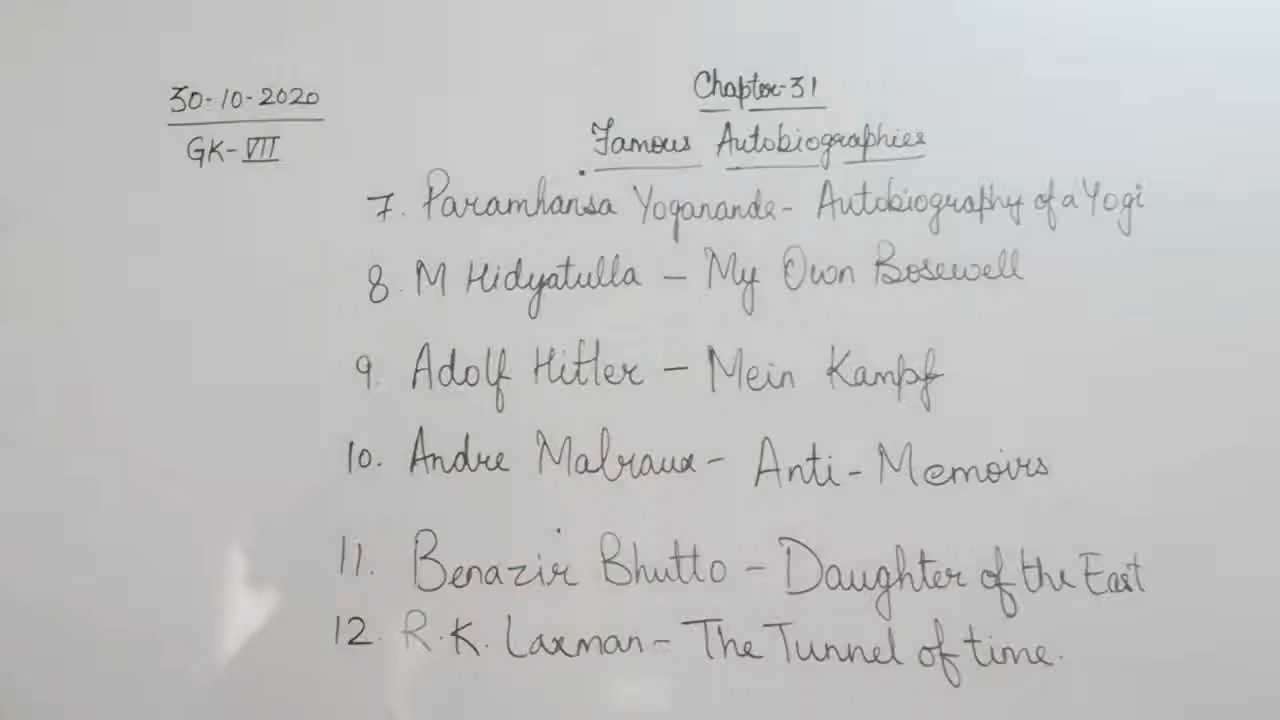 30-10-2020
GK-VII
Chapter-31
Famous Autobiographies
7. Paramhansa Yogananda- Autobiography of a Yogi
8. M Hidyatulla - My Own Bosewell
9. Adolf Hitler - Mein Kampf
10. Andre Malraux- Anti-Memoirs
11. Benazir Bhutto - Daughter of the East
12. R.K. Laxman- The Tunnel of time.